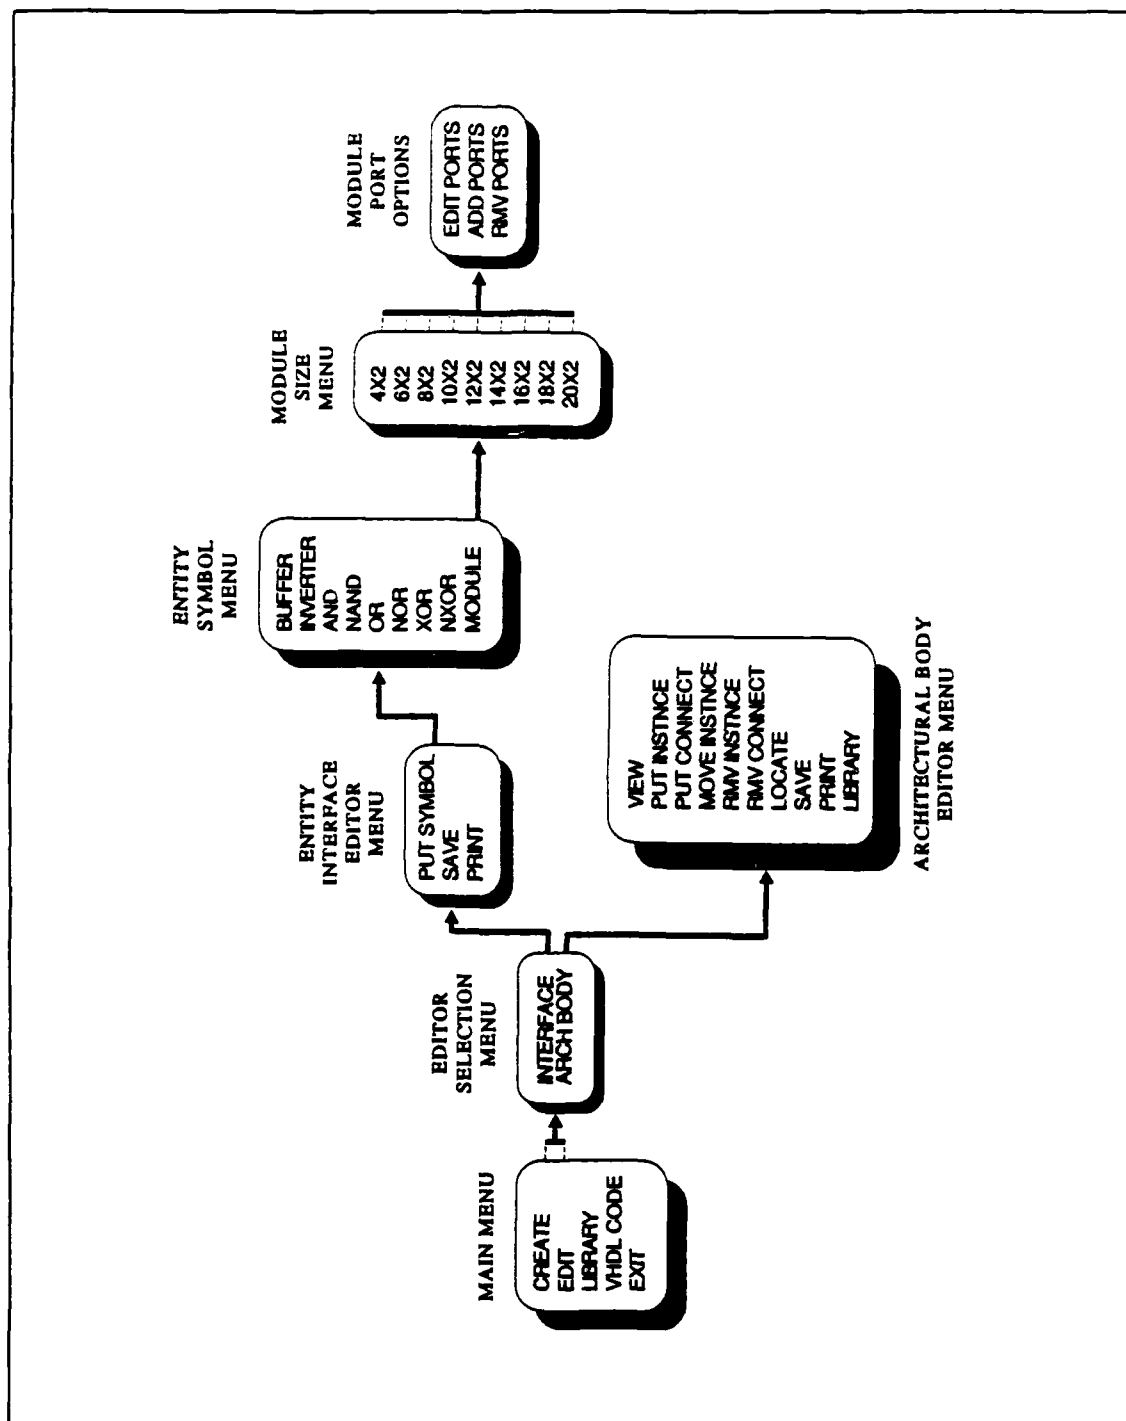 MAIN MENU
CREATE
EDIT
LIBRARY
VHDL CODE
EXIT
EDITOR
SELECTION
MENU
INTERFACE
ARCH BODY
ENTITY
INTERFACE
EDITOR
MENU
PUT SYMBOL
SAVE
PRINT
ENTITY
SYMBOL
MENU
BUFFER
INVERTER
AND
NAND
OR
NOR
XOR
NXOR
MODULE
MODULE
SIZE
MENU
4X2
6X2
8X2
10X2
12X2
14X2
16X2
18X2
20X2
MODULE
PORT
OPTIONS
EDIT PORTS
ADD PORTS
RMV PORTS
VIEW
PUT INSTNCE
PUT CONNECT
MOVE INSTNCE
RMV INSTNCE
RMV CONNECT
LOCATE
SAVE
PRINT
LIBRARY
ARCHITECTURAL BODY
EDITOR MENU